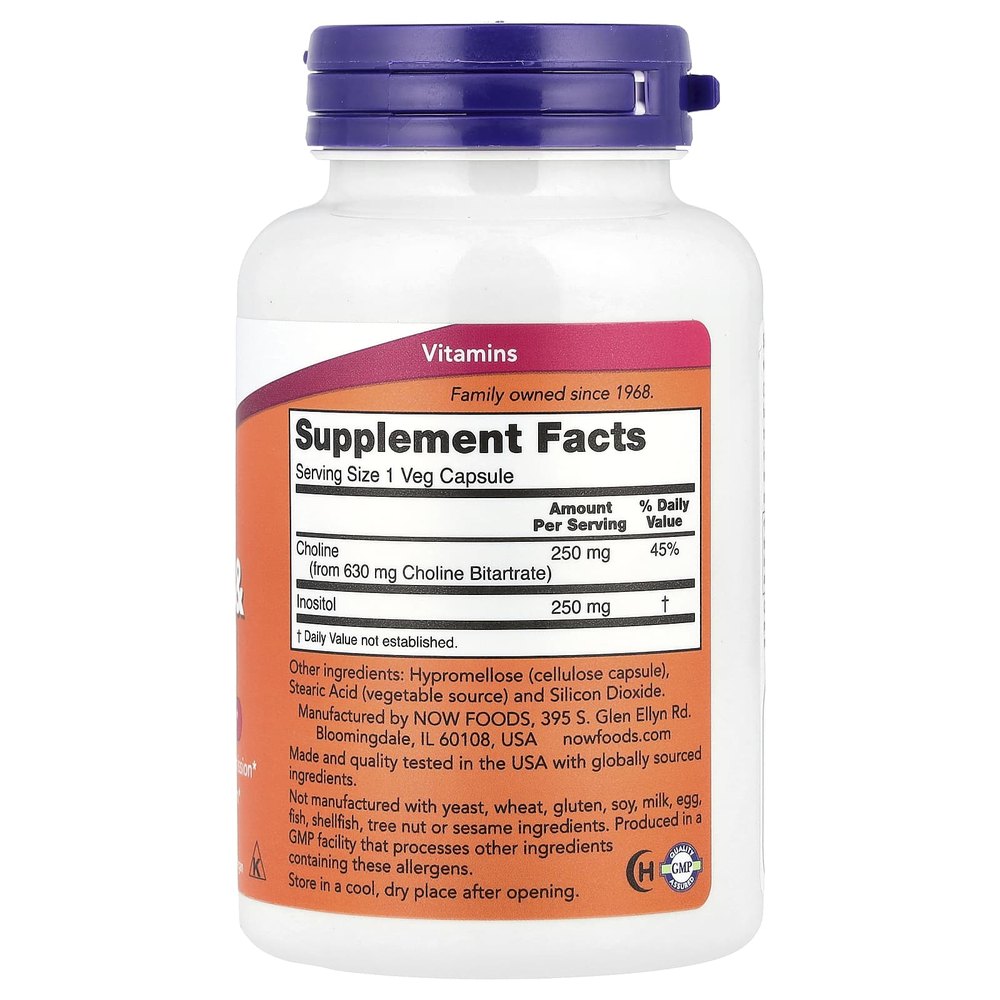 Vitamins
Family owned since 1968.
Supplement Facts
Serving Size 1 Veg Capsule
Amount Per Serving % Daily Value
Choline 250 mg 45%
(from 630 mg Choline Bitartrate)
Inositol 250 mg †
† Daily Value not established.
&
Other ingredients: Hypromellose (cellulose capsule),
Stearic Acid (vegetable source) and Silicon Dioxide.
Manufactured by NOW FOODS, 395 S. Glen Ellyn Rd.
Bloomingdale, IL 60108, USA nowfoods.com
Made and quality tested in the USA with globally sourced
ingredients.
Not manufactured with yeast, wheat, gluten, soy, milk, egg,
fish, shellfish, tree nut or sesame ingredients. Produced in a
GMP facility that processes other ingredients
containing these allergens.
Store in a cool, dry place after opening.
K
H
QUALITY
GMP
ASSURED